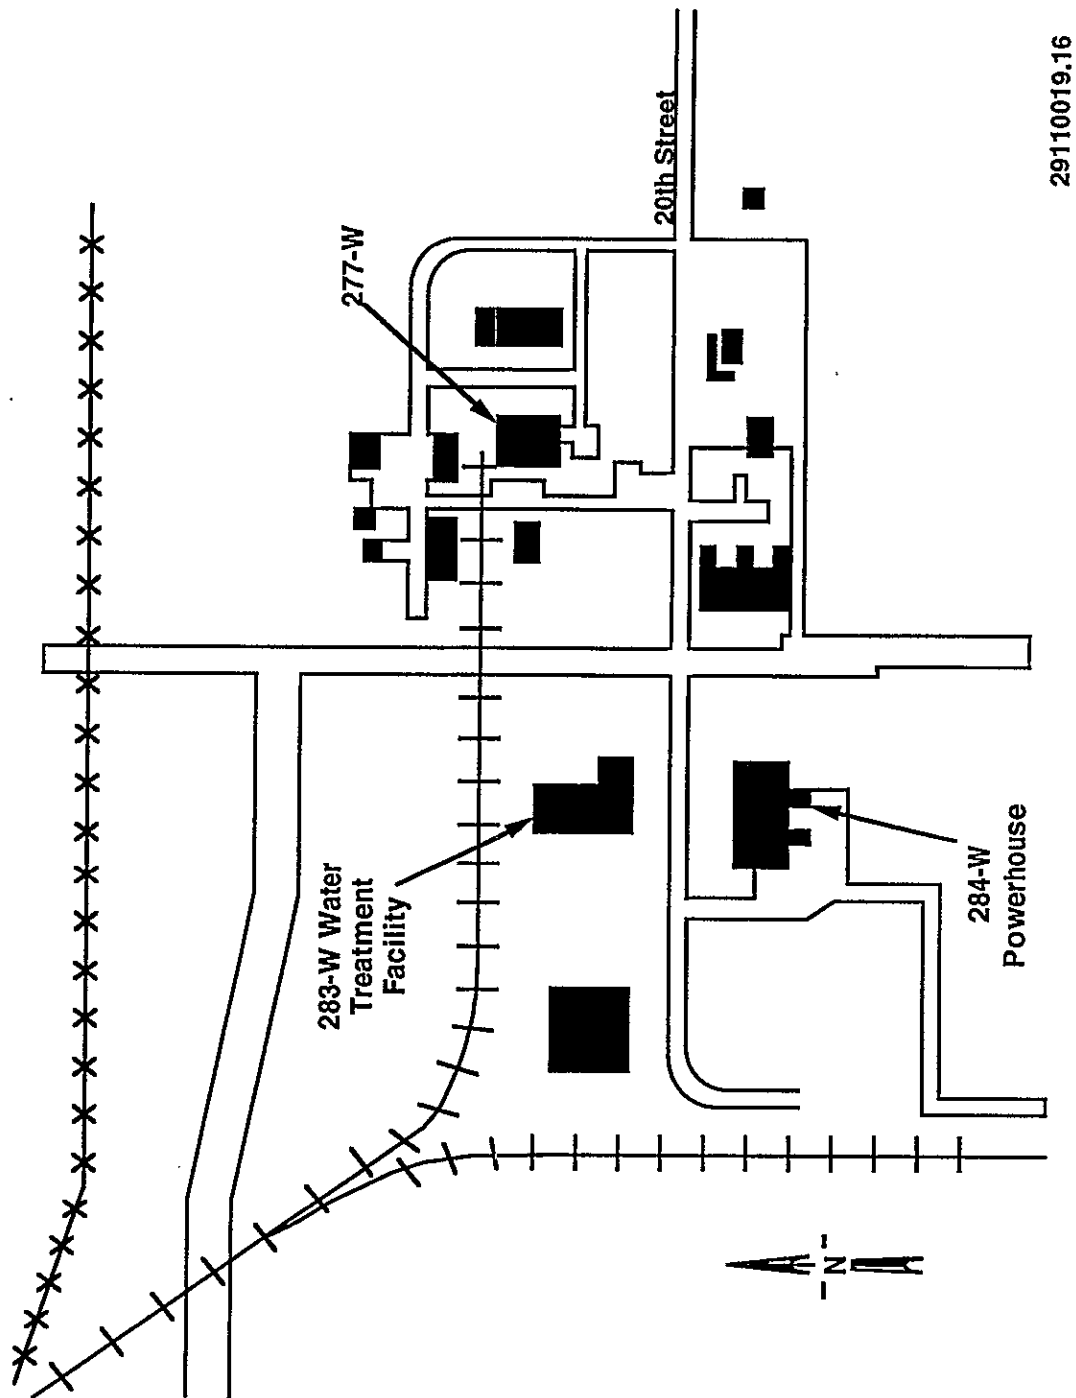 277-W
20th Street
283-W Water
Treatment
Facility
284-W
Powerhouse
N
29110019.16